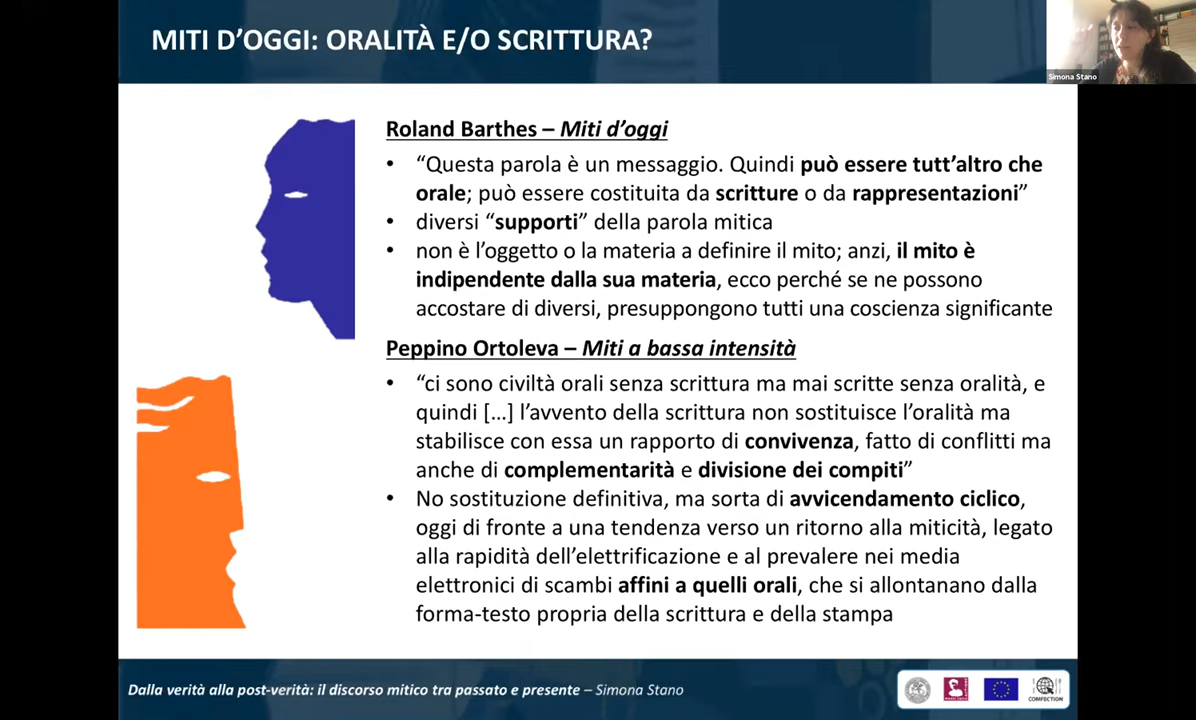 MITI D’OGGI: ORALITÀ E/O SCRITTURA?
Simona Stano
Roland Barthes – Miti d’oggi
• “Questa parola è un messaggio. Quindi può essere tutt’altro che
orale; può essere costituita da scritture o da rappresentazioni”
• diversi “supporti” della parola mitica
• non è l’oggetto o la materia a definire il mito; anzi, il mito è
indipendente dalla sua materia, ecco perché se ne possono
accostare di diversi, presuppongono tutti una coscienza significante
Peppino Ortoleva – Miti a bassa intensità
• “ci sono civiltà orali senza scrittura ma mai scritte senza oralità, e
quindi […] l’avvento della scrittura non sostituisce l’oralità ma
stabilisce con essa un rapporto di convivenza, fatto di conflitti ma
anche di complementarità e divisione dei compiti”
• No sostituzione definitiva, ma sorta di avvicendamento ciclico,
oggi di fronte a una tendenza verso un ritorno alla miticità, legato
alla rapidità dell’elettrificazione e al prevalere nei media
elettronici di scambi affini a quelli orali, che si allontanano dalla
forma-testo propria della scrittura e della stampa
Dalla verità alla post-verità: il discorso mitico tra passato e presente – Simona Stano
COMFECTION